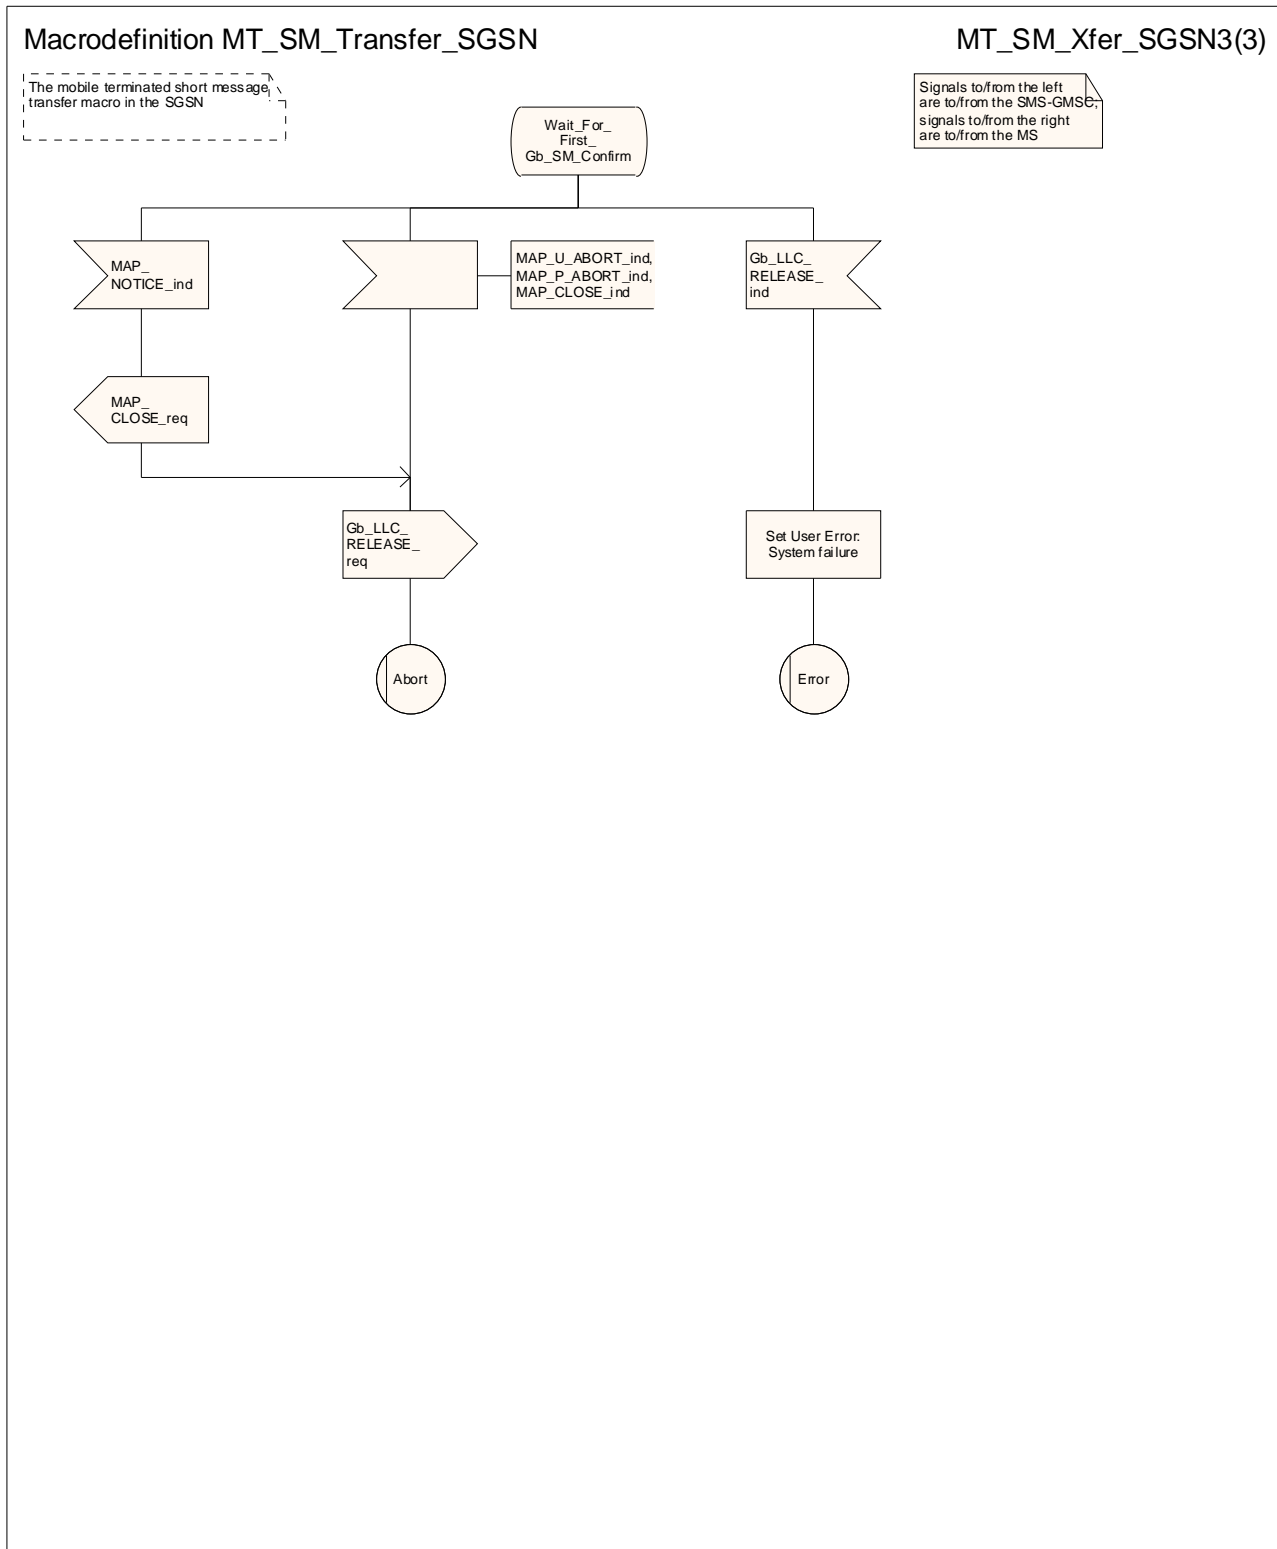 Macrodefinition MT_SM_Transfer_SGSN
MT_SM_Xfer_SGSN3(3)
The mobile terminated short message
transfer macro in the SGSN
Signals to/from the left
are to/from the SMS-GMSC;
signals to/from the right
are to/from the MS
Wait_For_
First_
Gb_SM_Confirm
MAP_
NOTICE_ind
MAP_U_ABORT_ind,
MAP_P_ABORT_ind,
MAP_CLOSE_ind
Gb_LLC_
RELEASE_
ind
MAP_
CLOSE_req
Gb_LLC_
RELEASE_
req
Set User Error:
System failure
Abort
Error